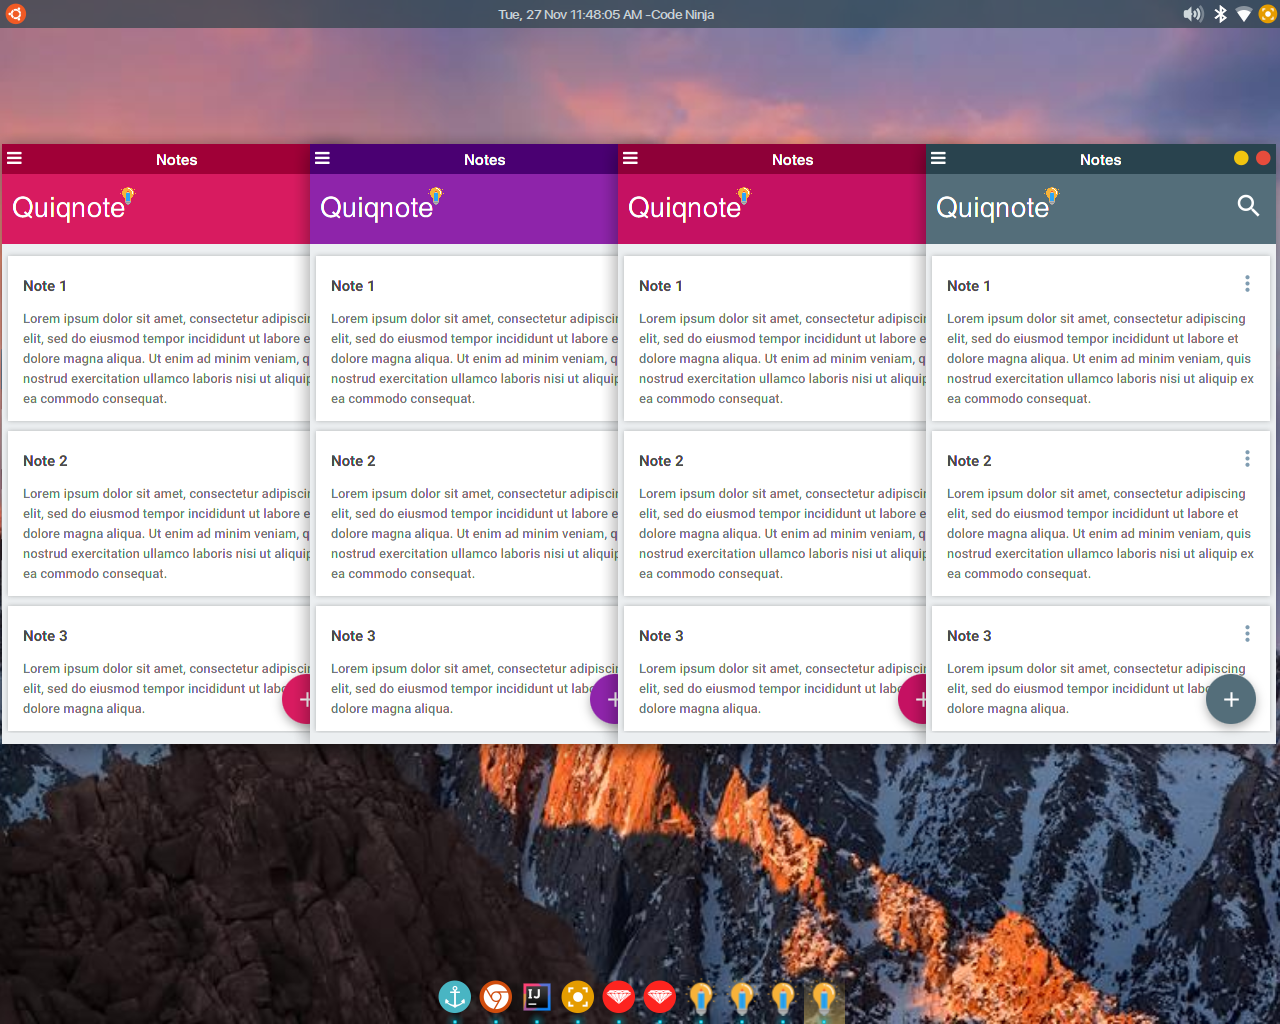 Tue, 27 Nov 11:48:05 AM -Code Ninja
Notes
Quiqnote
Note 1
Lorem ipsum dolor sit amet, consectetur adipiscin
elit, sed do eiusmod tempor incididunt ut labore e
dolore magna aliqua. Ut enim ad minim veniam, q
nostrud exercitation ullamco laboris nisi ut aliquip
ea commodo consequat.
Note 2
Lorem ipsum dolor sit amet, consectetur adipiscin
elit, sed do eiusmod tempor incididunt ut labore e
dolore magna aliqua. Ut enim ad minim veniam, q
nostrud exercitation ullamco laboris nisi ut aliquip
ea commodo consequat.
Note 3
Lorem ipsum dolor sit amet, consectetur adipiscin
elit, sed do eiusmod tempor incididunt ut labo
dolore magna aliqua.
+
Notes
Quiqnote
Note 1
Lorem ipsum dolor sit amet, consectetur adipiscin
elit, sed do eiusmod tempor incididunt ut labore e
dolore magna aliqua. Ut enim ad minim veniam, q
nostrud exercitation ullamco laboris nisi ut aliquip
ea commodo consequat.
Note 2
Lorem ipsum dolor sit amet, consectetur adipiscin
elit, sed do eiusmod tempor incididunt ut labore e
dolore magna aliqua. Ut enim ad minim veniam, q
nostrud exercitation ullamco laboris nisi ut aliquip
ea commodo consequat.
Note 3
Lorem ipsum dolor sit amet, consectetur adipiscin
elit, sed do eiusmod tempor incididunt ut labo
dolore magna aliqua.
+
Notes
Quiqnote
Note 1
Lorem ipsum dolor sit amet, consectetur adipiscin
elit, sed do eiusmod tempor incididunt ut labore e
dolore magna aliqua. Ut enim ad minim veniam, q
nostrud exercitation ullamco laboris nisi ut aliquip
ea commodo consequat.
Note 2
Lorem ipsum dolor sit amet, consectetur adipiscin
elit, sed do eiusmod tempor incididunt ut labore e
dolore magna aliqua. Ut enim ad minim veniam, q
nostrud exercitation ullamco laboris nisi ut aliquip
ea commodo consequat.
Note 3
Lorem ipsum dolor sit amet, consectetur adipiscin
elit, sed do eiusmod tempor incididunt ut labo
dolore magna aliqua.
+
Notes
Quiqnote
Note 1
Lorem ipsum dolor sit amet, consectetur adipiscing
elit, sed do eiusmod tempor incididunt ut labore et
dolore magna aliqua. Ut enim ad minim veniam, quis
nostrud exercitation ullamco laboris nisi ut aliquip ex
ea commodo consequat.
Note 2
Lorem ipsum dolor sit amet, consectetur adipiscing
elit, sed do eiusmod tempor incididunt ut labore et
dolore magna aliqua. Ut enim ad minim veniam, quis
nostrud exercitation ullamco laboris nisi ut aliquip ex
ea commodo consequat.
Note 3
Lorem ipsum dolor sit amet, consectetur adipiscing
elit, sed do eiusmod tempor incididunt ut labo
dolore magna aliqua.
+
IJ